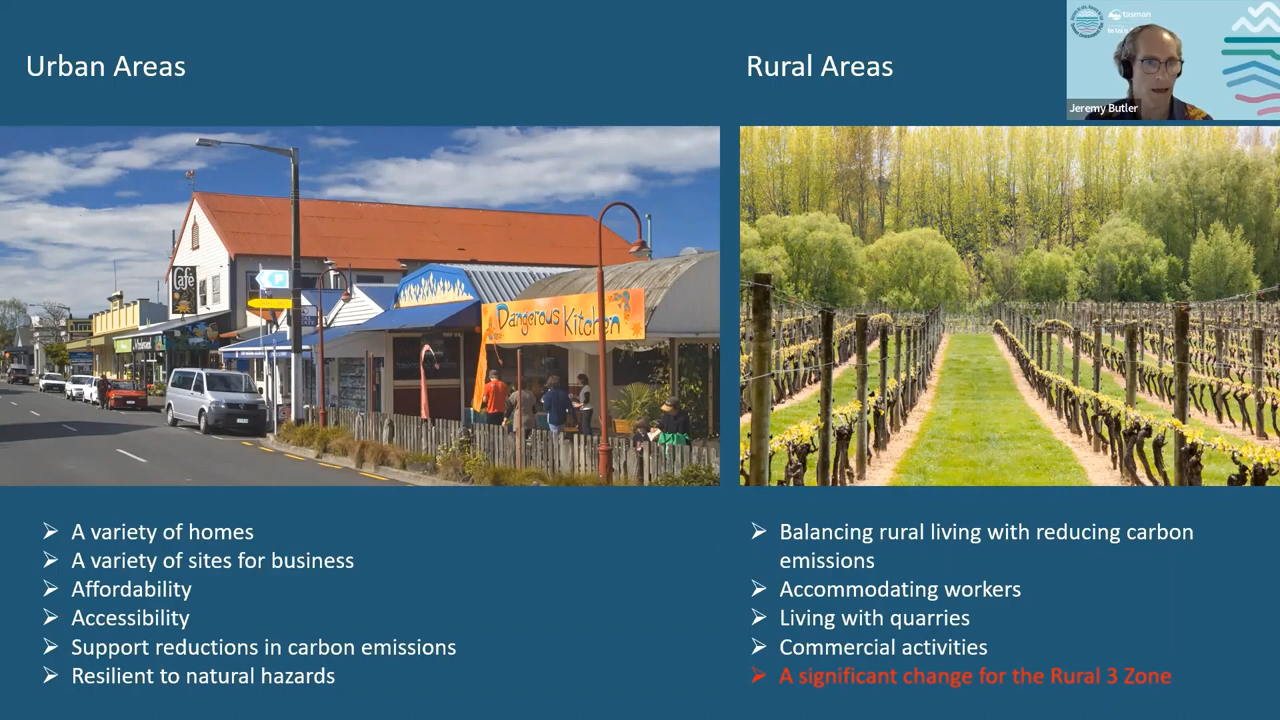 Urban Areas
Rural Areas
tasman
Jeremy Butler
Café
P
Dangerous Kitchen
A variety of homes
A variety of sites for business
Affordability
Accessibility
Support reductions in carbon emissions
Resilient to natural hazards
Balancing rural living with reducing carbon
emissions
Accommodating workers
Living with quarries
Commercial activities
A significant change for the Rural 3 Zone